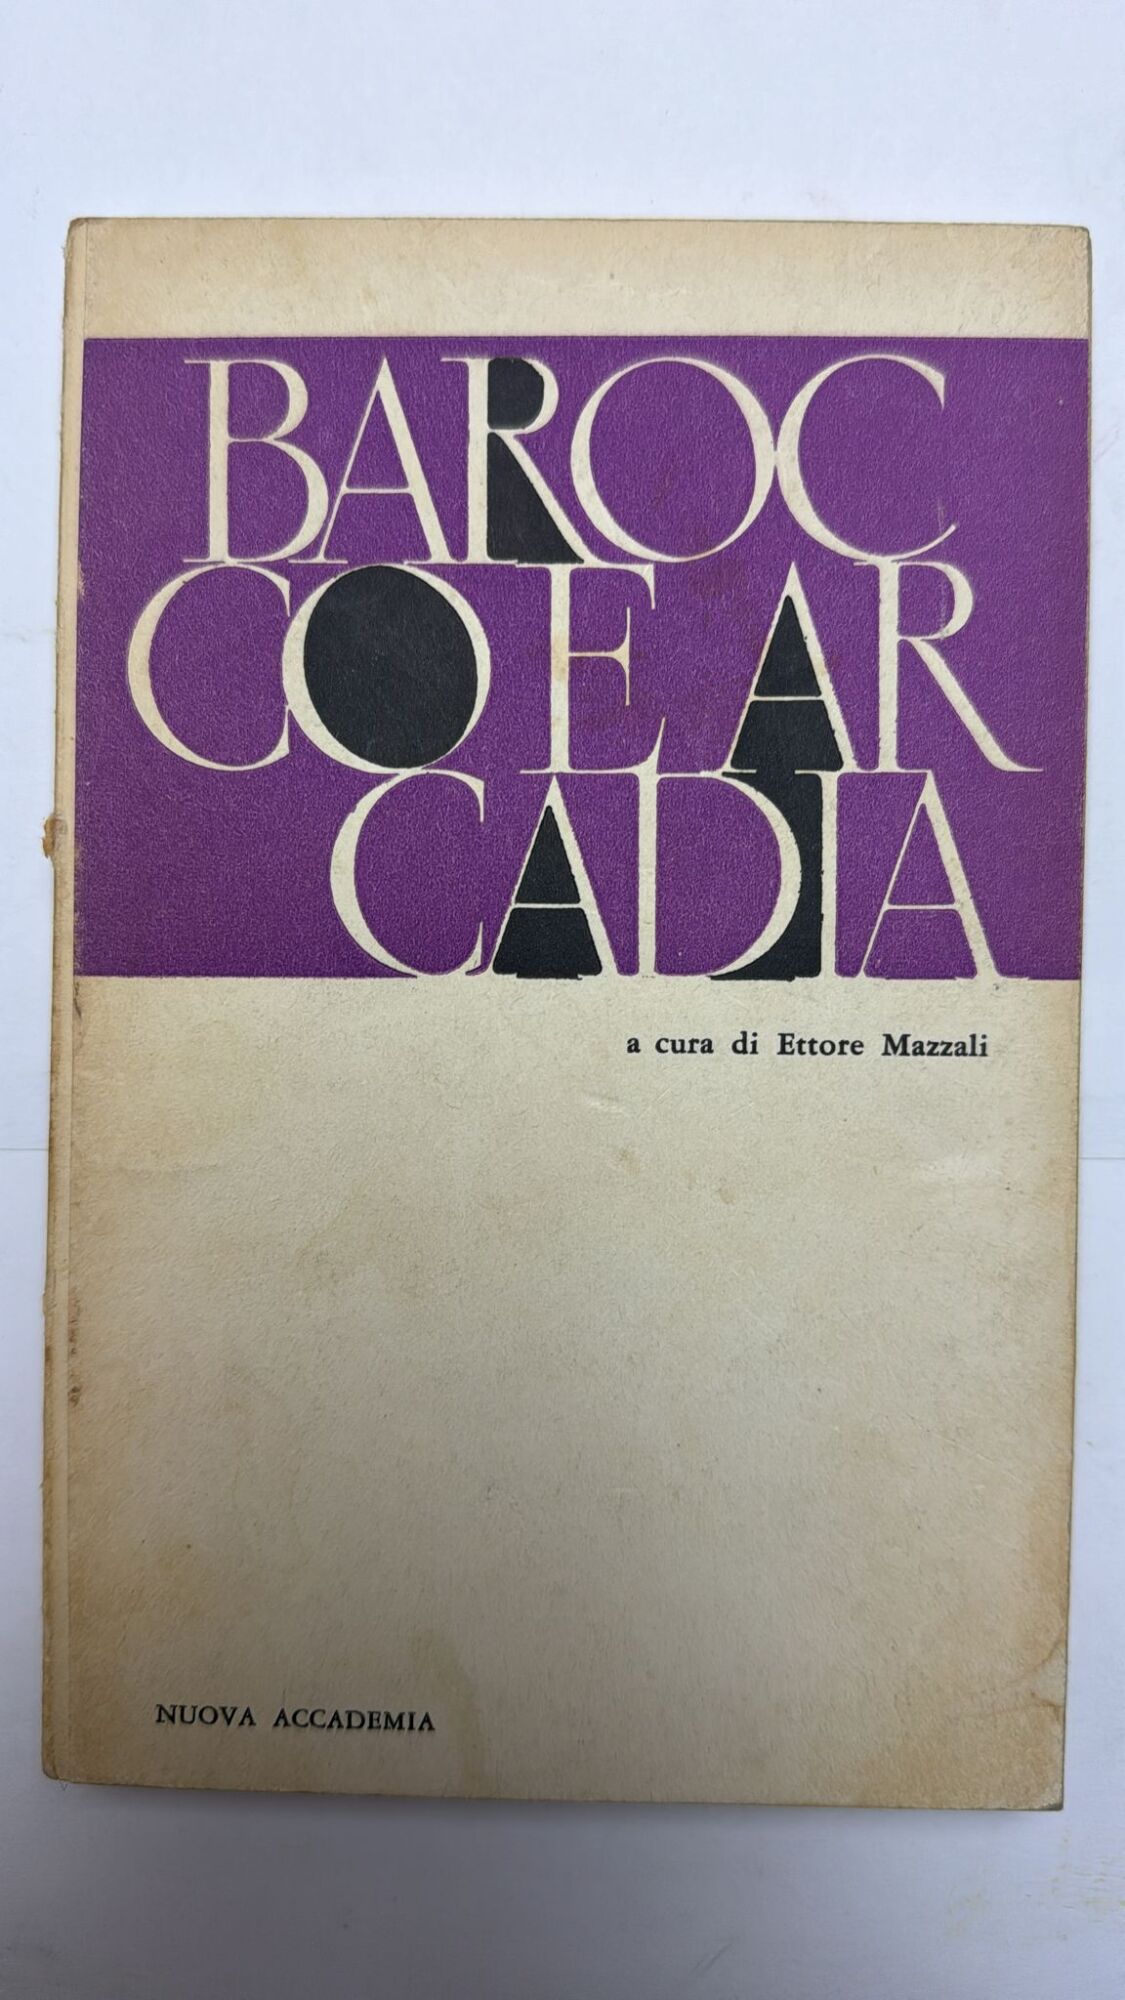 BAROC
CO E AR
CADIA
a cura di Ettore Mazzali
NUOVA ACCADEMIA